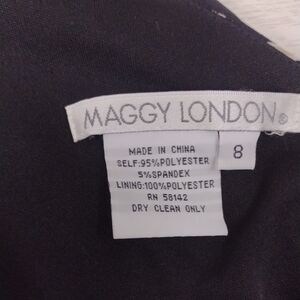 MAGGY LONDON®
8
MADE IN CHINA
SELF:95%POLYESTER
5%SPANDEX
LINING:100%POLYESTER
RN 58142
DRY CLEAN ONLY